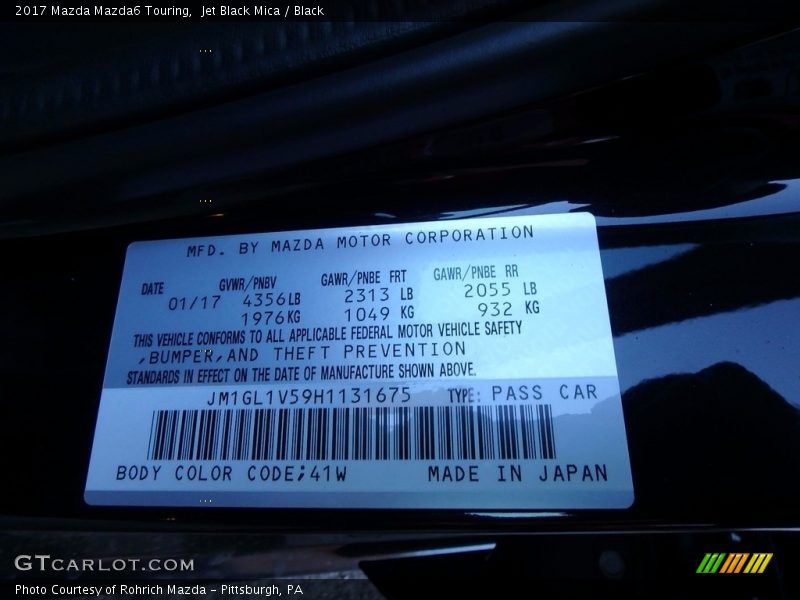 2017 Mazda Mazda6 Touring,  Jet Black Mica / Black
MFD. BY MAZDA MOTOR CORPORATION
DATE GVWR/PNBV GAWR/PNBE FRT GAWR/PNBE RR
01/17 4356LB 2313 LB 2055 LB
1976KG 1049 KG 932 KG
THIS VEHICLE CONFORMS TO ALL APPLICABLE FEDERAL MOTOR VEHICLE SAFETY
,BUMPER,AND THEFT PREVENTION
STANDARDS IN EFFECT ON THE DATE OF MANUFACTURE SHOWN ABOVE.
JM1GL1V59H1131675 TYPE: PASS CAR
BODY COLOR CODE;41W MADE IN JAPAN
GTCARLOT.COM
Photo Courtesy of Rohrich Mazda - Pittsburgh, PA